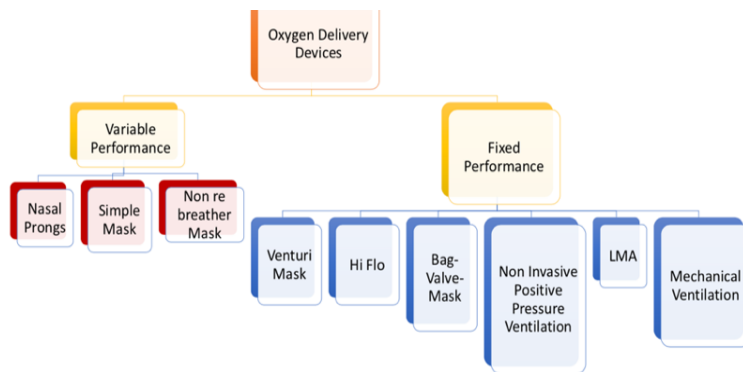 Oxygen Delivery
Devices
Variable
Performance
Fixed
Performance
Nasal
Prongs
Simple
Mask
Non re
breather
Mask
Venturi
Mask
Hi Flo
Bag-
Valve-
Mask
Non Invasive
Positive
Pressure
Ventilation
LMA
Mechanical
Ventilation